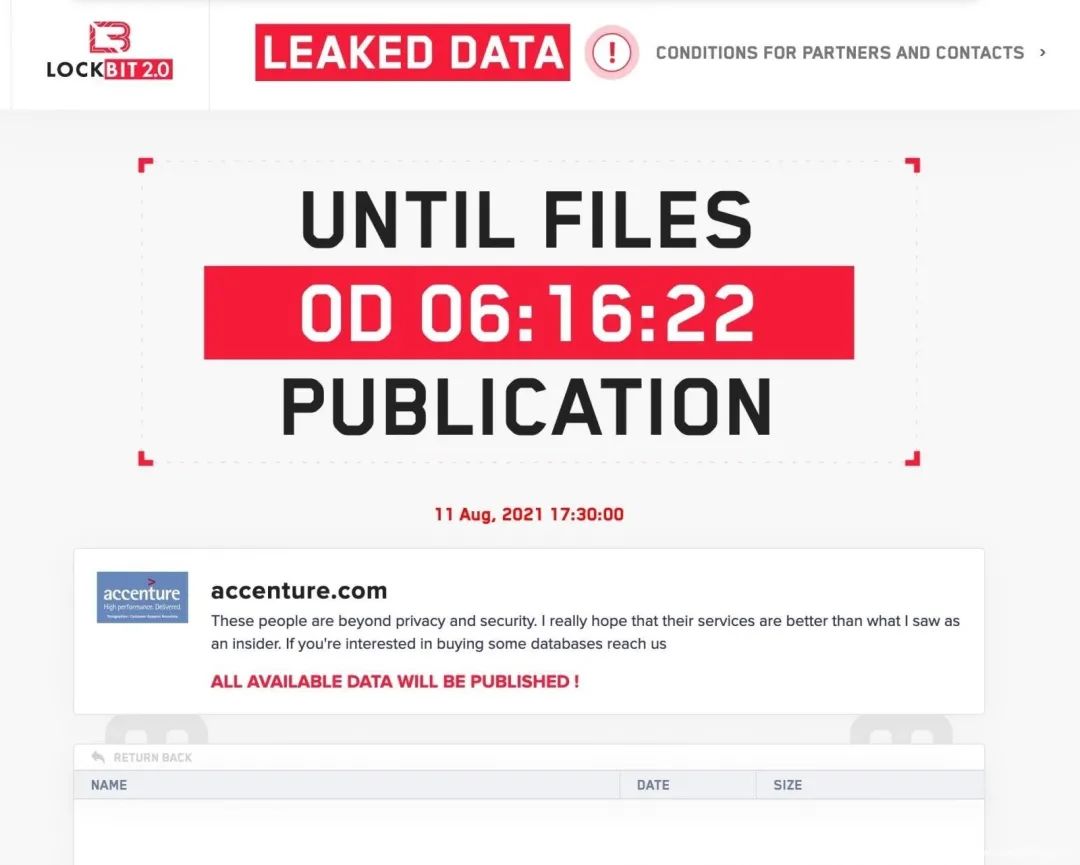 LOCKBIT 2.0
LEAKED DATA
!
CONDITIONS FOR PARTNERS AND CONTACTS >
UNTIL FILES
0D 06:16:22
PUBLICATION
11 Aug, 2021 17:30:00
accenture
High performance. Delivered.
accenture.com
These people are beyond privacy and security. I really hope that their services are better than what I saw as
an insider. If you're interested in buying some databases reach us
ALL AVAILABLE DATA WILL BE PUBLISHED !
RETURN BACK
NAME DATE SIZE